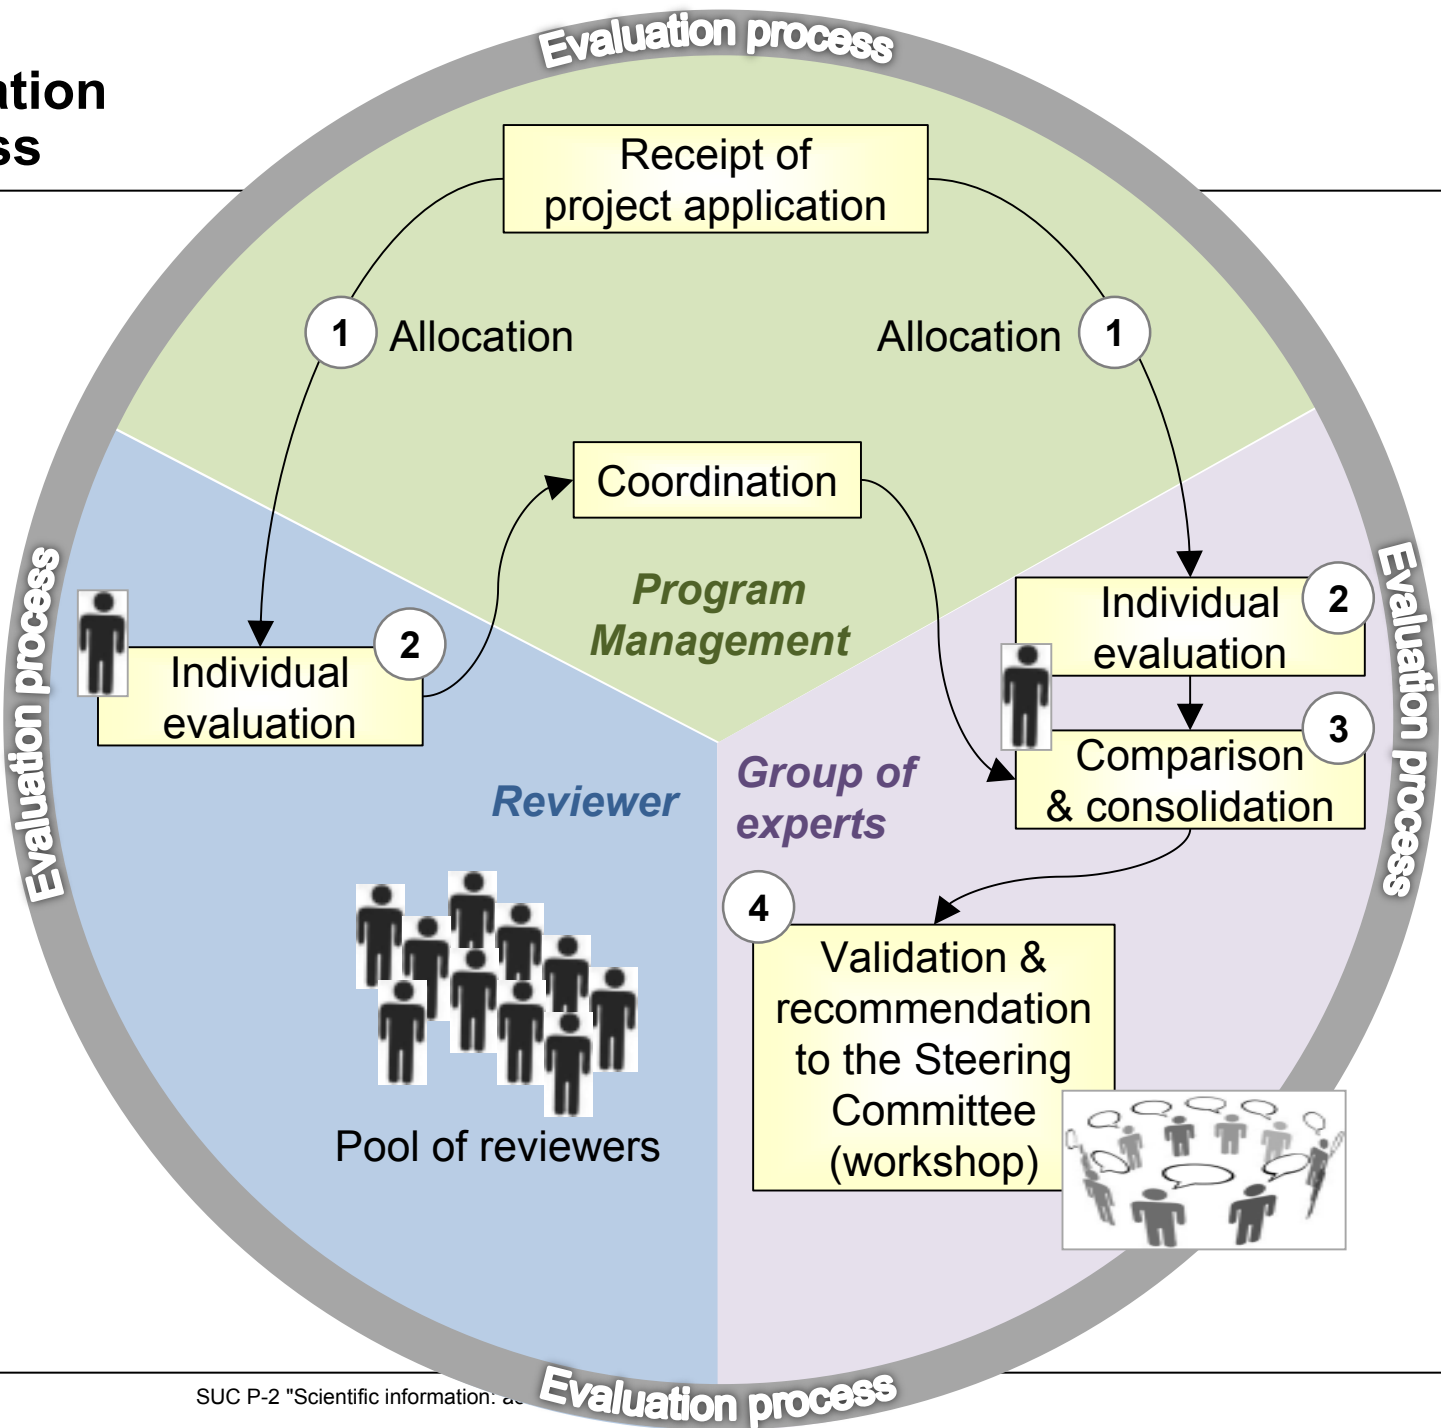 ation
ss
Evaluation process
Receipt of
project application
1 Allocation
Allocation 1
Coordination
Program
Management
Evaluation process
Individual
evaluation
2
Reviewer
Pool of reviewers
Individual
evaluation
2
Evaluation process
Group of
experts
Comparison
& consolidation
3
4
Validation &
recommendation
to the Steering
Committee
(workshop)
SUC P-2 "Scientific information:
Evaluation process